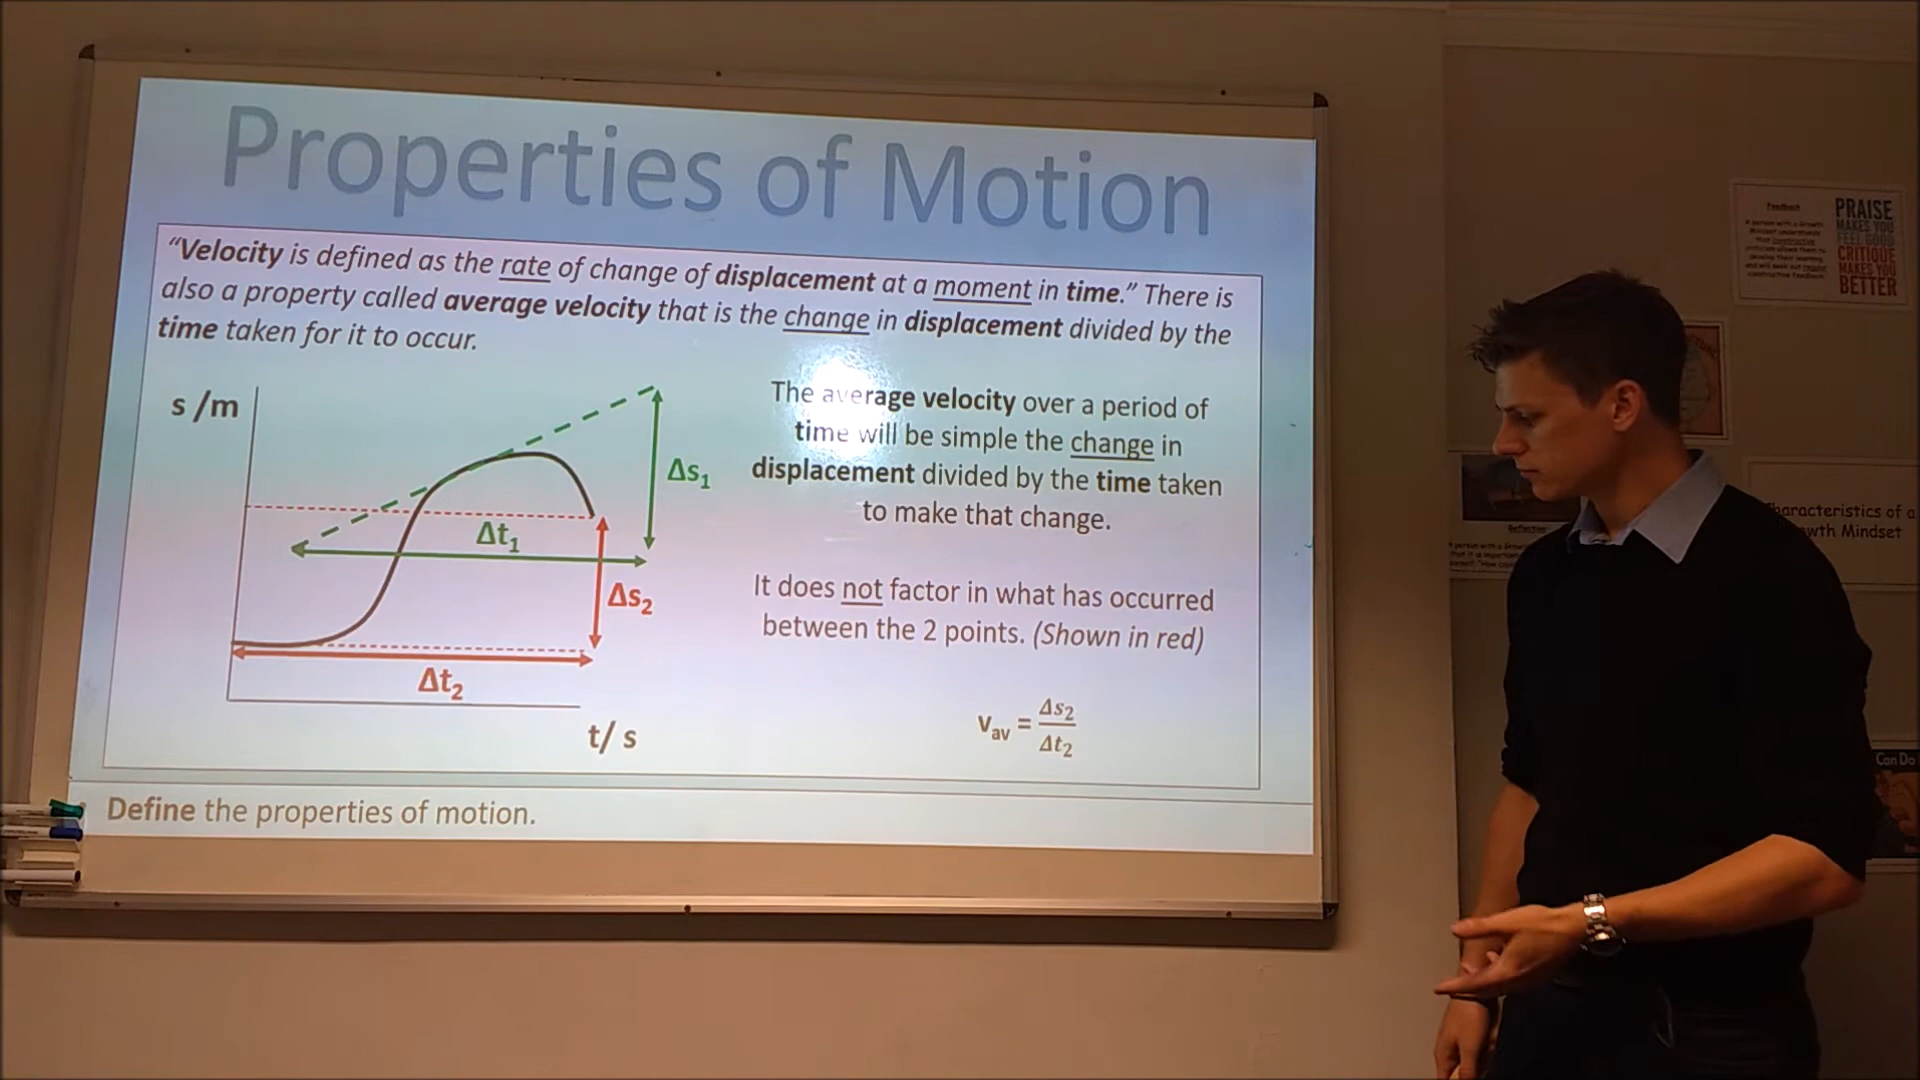 Properties of Motion
“Velocity is defined as the rate of change of displacement at a moment in time.” There is
also a property called average velocity that is the change in displacement divided by the
time taken for it to occur.
s /m
Δs₁
Δt₁
Δs₂
Δt₂
t/ s
The average velocity over a period of
time will be simple the change in
displacement divided by the time taken
to make that change.
It does not factor in what has occurred
between the 2 points. (Shown in red)
vav = Δs₂/Δt₂
Define the properties of motion.
Feedback
PRAISE
MAKES YOU
FEEL GOOD
CRITIQUE
MAKES YOU
BETTER
Reflection
Characteristics of a
Mindset
Can Do